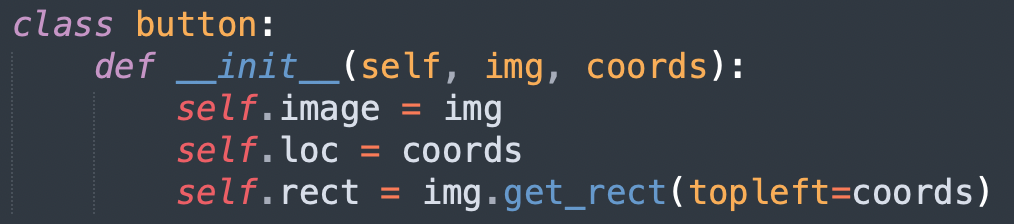 class button:
    def __init__(self, img, coords):
        self.image = img
        self.loc = coords
        self.rect = img.get_rect(topleft=coords)